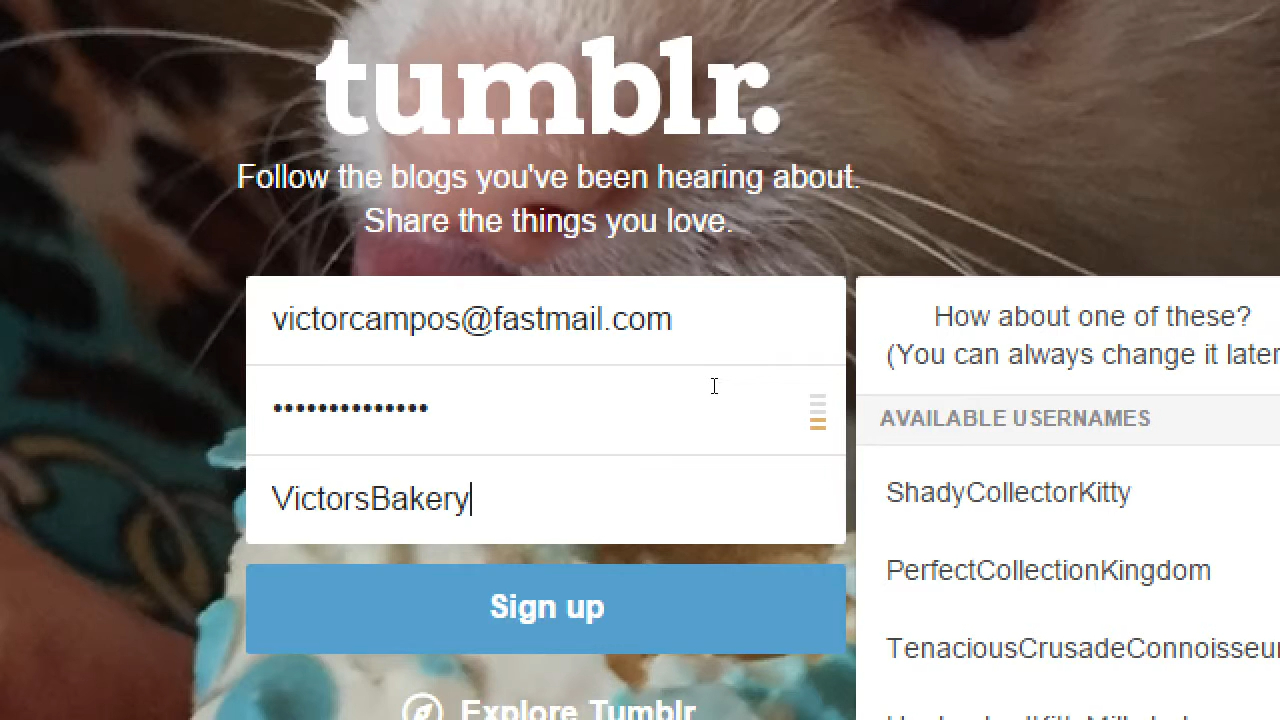 tumblr.
Follow the blogs you've been hearing about.
Share the things you love.
victorcampos@fastmail.com
••••••••••••••
VictorsBakery
Sign up
Explore Tumblr
How about one of these?
(You can always change it later
AVAILABLE USERNAMES
ShadyCollectorKitty
PerfectCollectionKingdom
TenaciousCrusadeConnoisseur